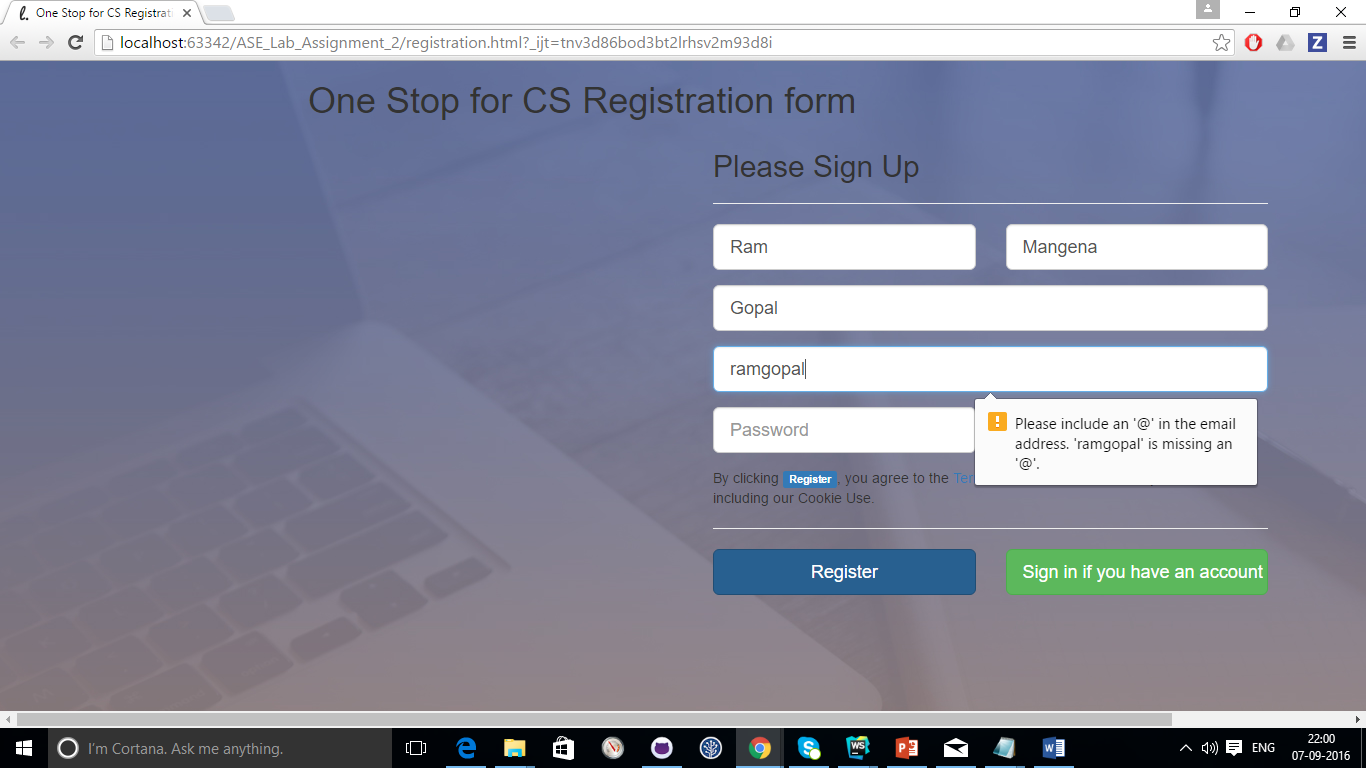 One Stop for CS Registrat
localhost:63342/ASE_Lab_Assignment_2/registration.html?_ijt=tnv3d86bod3bt2lrhsv2m93d8i
Z
One Stop for CS Registration form
Please Sign Up
Ram
Mangena
Gopal
ramgopal
Password
Please include an '@' in the email
address. 'ramgopal' is missing an
'@'.
By clicking Register, you agree to the Ter
including our Cookie Use.
Register
Sign in if you have an account
I'm Cortana. Ask me anything.
WS
ENG
22:00
07-09-2016